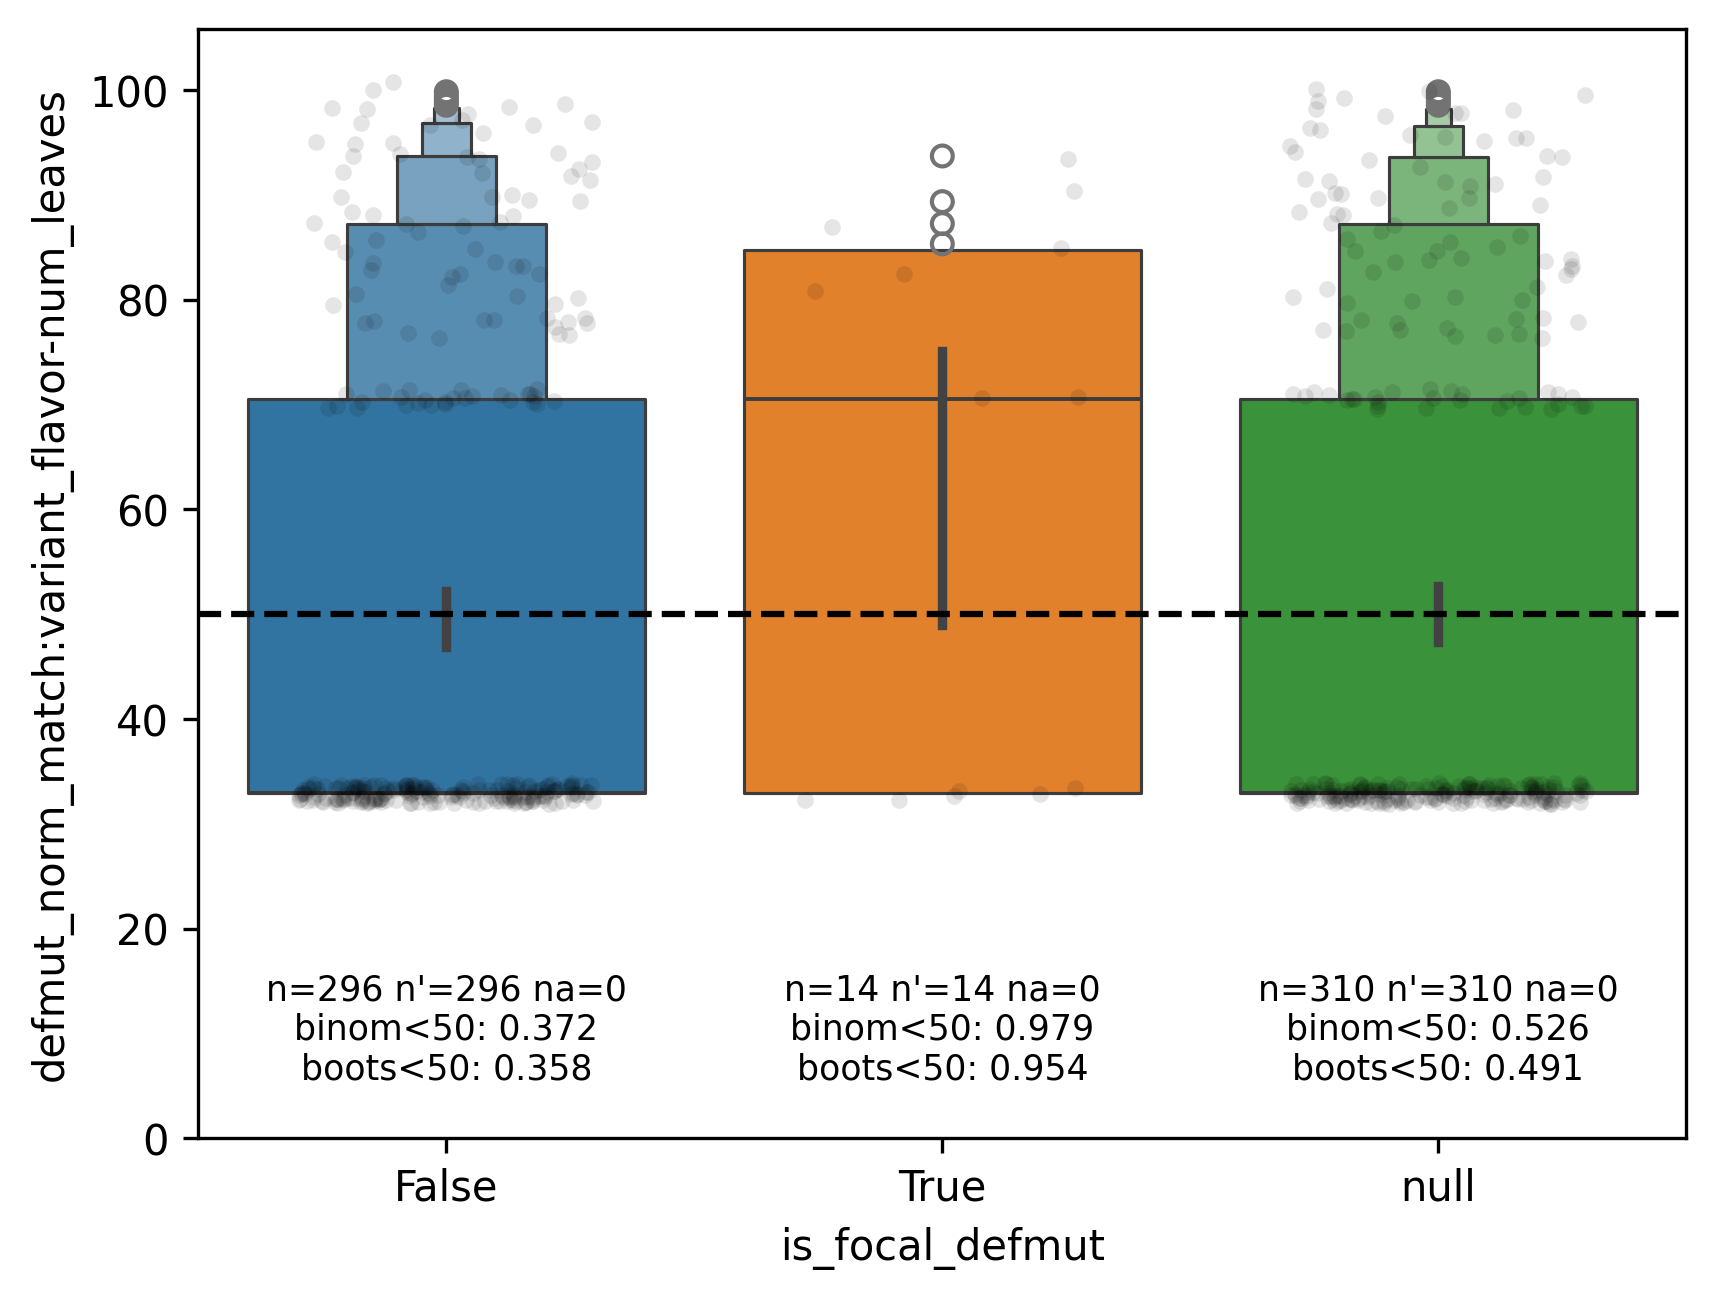 defmut_norm_match:variant_flavor-num_leaves
100
80
60
40
20
0
n=296 n'=296 na=0
binom<50: 0.372
boots<50: 0.358
n=14 n'=14 na=0
binom<50: 0.979
boots<50: 0.954
n=310 n'=310 na=0
binom<50: 0.526
boots<50: 0.491
False
True
null
is_focal_defmut